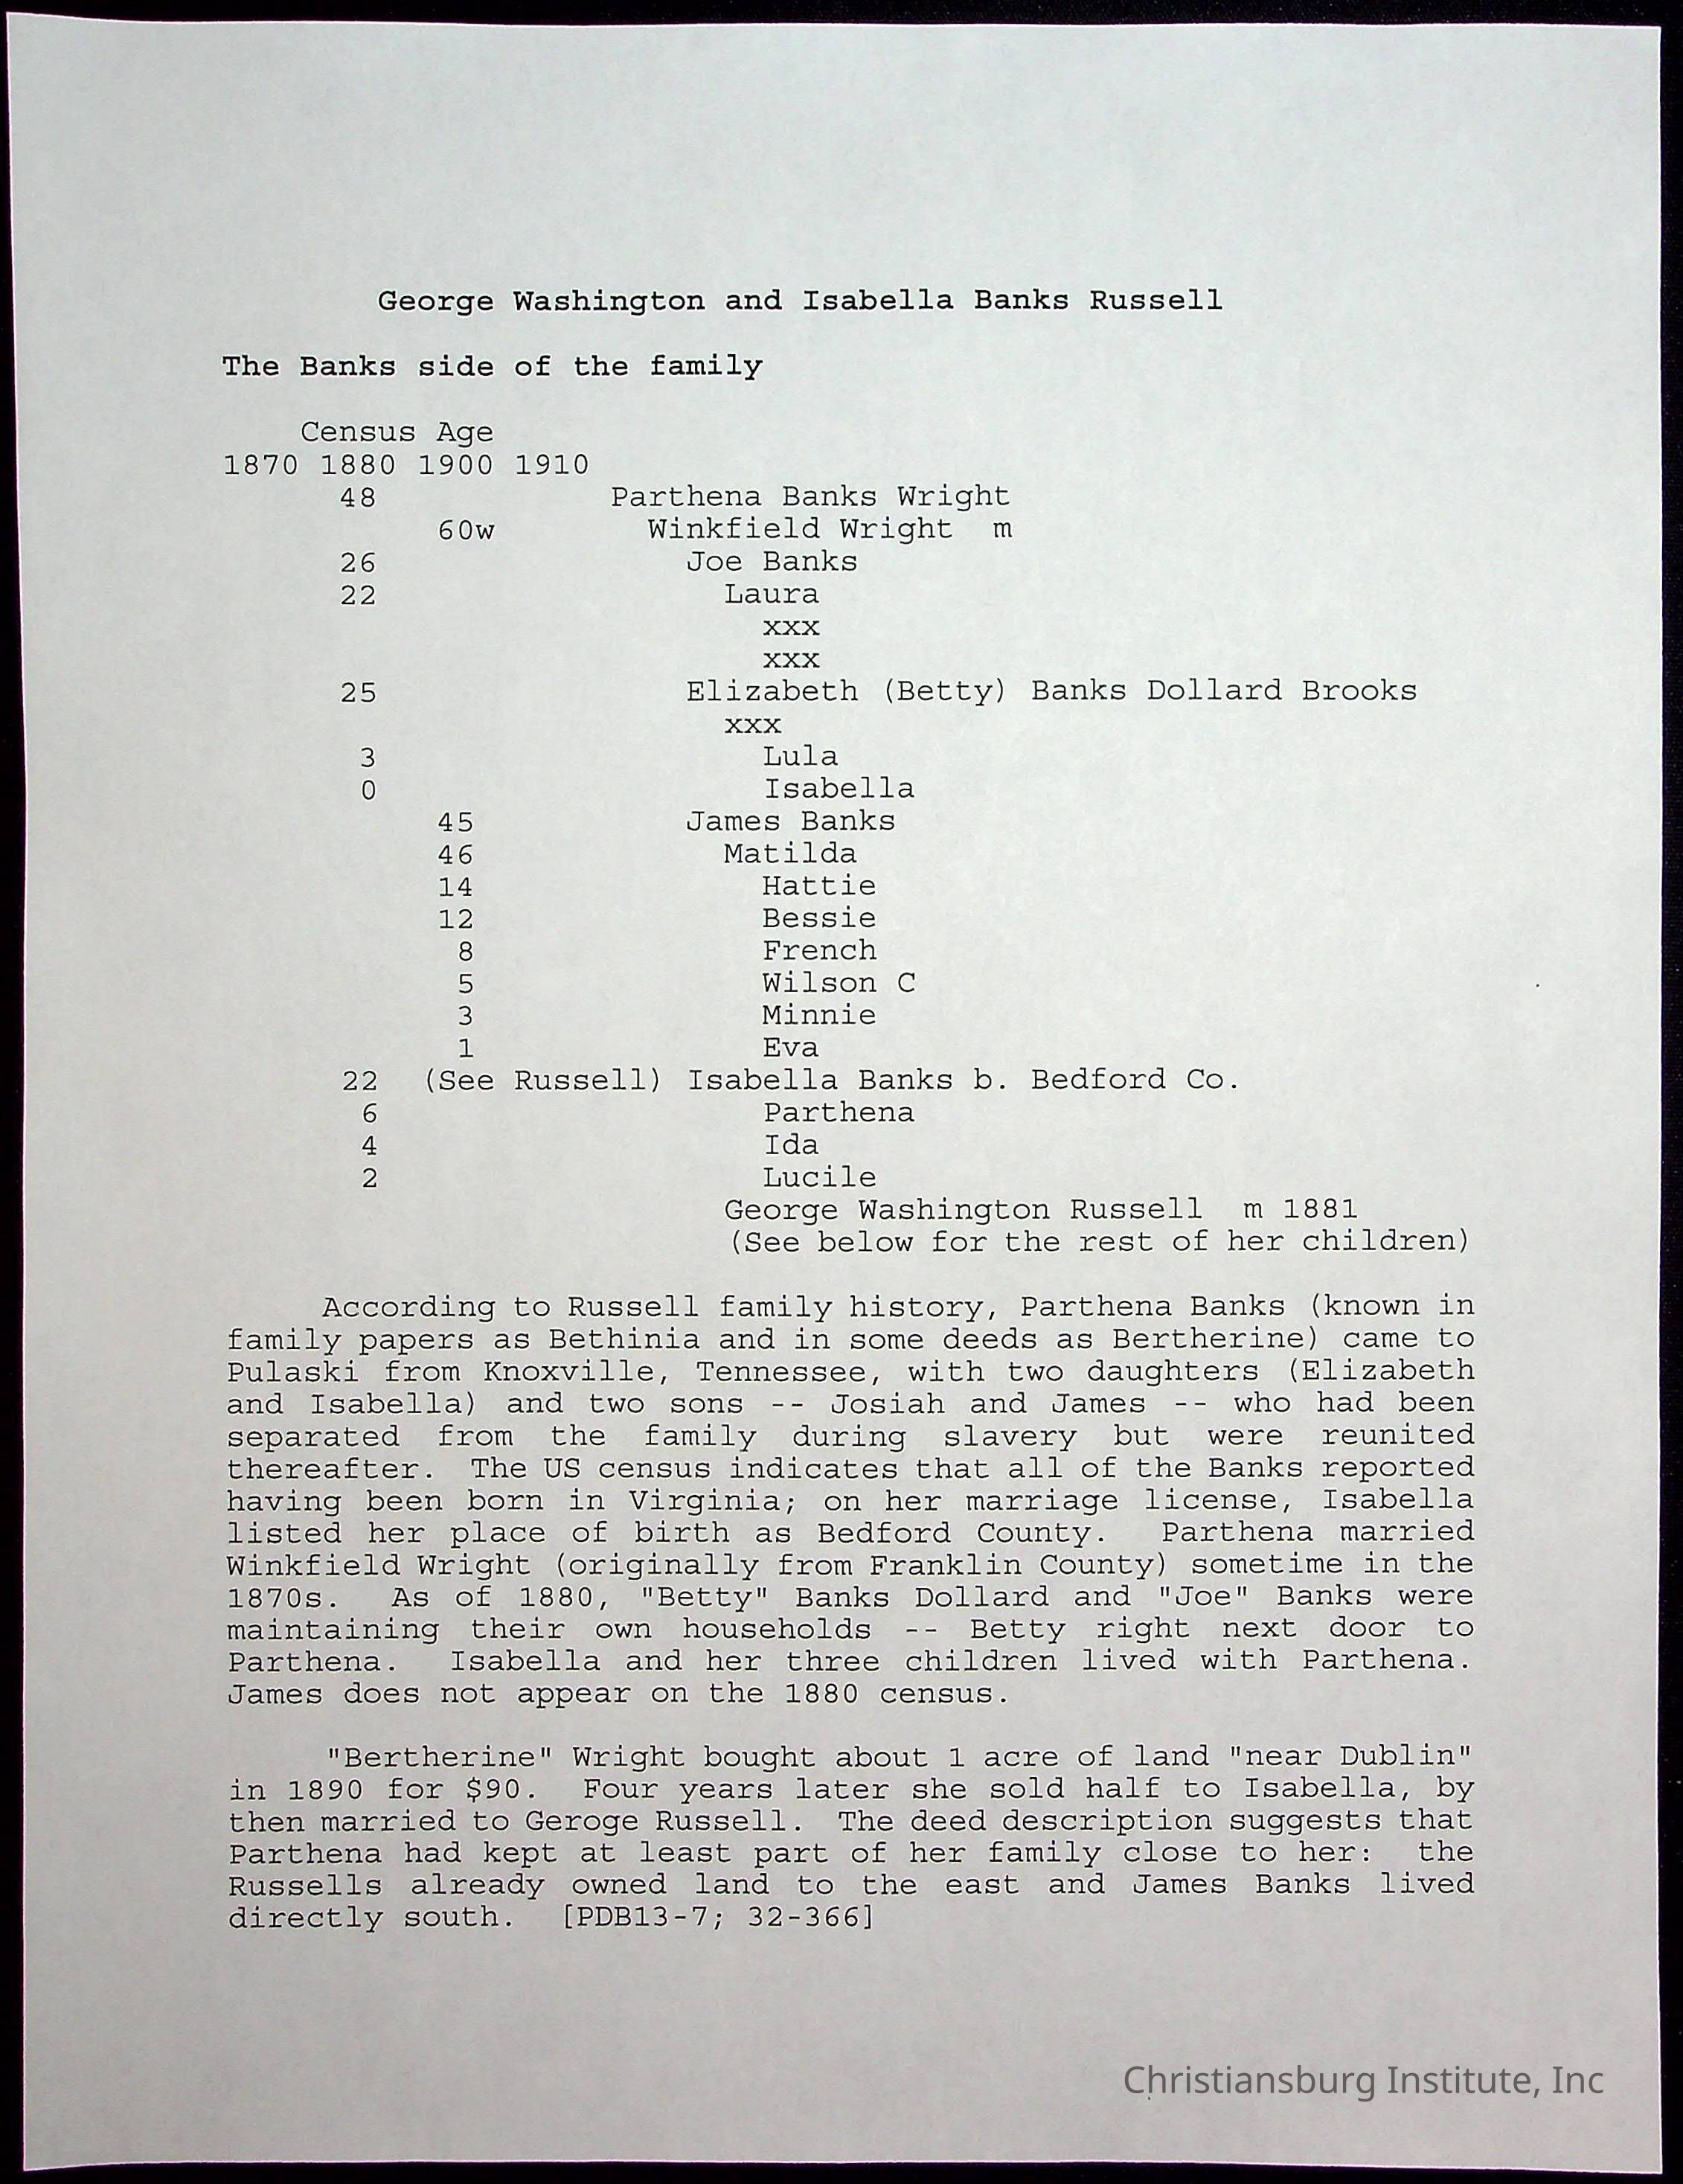 George Washington and Isabella Banks Russell
The Banks side of the family
Census Age
1870 1880 1900 1910
48 Parthena Banks Wright
60w Winkfield Wright m
26 Joe Banks
22 Laura
xxx
xxx
25 Elizabeth (Betty) Banks Dollard Brooks
xxx
3 Lula
0 Isabella
45 James Banks
46 Matilda
14 Hattie
12 Bessie
8 French
5 Wilson C
3 Minnie
1 Eva
22 (See Russell) Isabella Banks b. Bedford Co.
6 Parthena
4 Ida
2 Lucile
George Washington Russell m 1881
(See below for the rest of her children)
According to Russell family history, Parthena Banks (known in
family papers as Bethinia and in some deeds as Bertherine) came to
Pulaski from Knoxville, Tennessee, with two daughters (Elizabeth
and Isabella) and two sons -- Josiah and James -- who had been
separated from the family during slavery but were reunited
thereafter. The US census indicates that all of the Banks reported
having been born in Virginia; on her marriage license, Isabella
listed her place of birth as Bedford County. Parthena married
Winkfield Wright (originally from Franklin County) sometime in the
1870s. As of 1880, "Betty" Banks Dollard and "Joe" Banks were
maintaining their own households -- Betty right next door to
Parthena. Isabella and her three children lived with Parthena.
James does not appear on the 1880 census.
"Bertherine" Wright bought about 1 acre of land "near Dublin"
in 1890 for $90. Four years later she sold half to Isabella, by
then married to Geroge Russell. The deed description suggests that
Parthena had kept at least part of her family close to her: the
Russells already owned land to the east and James Banks lived
directly south. [PDB13-7; 32-366]
Christiansburg Institute, Inc